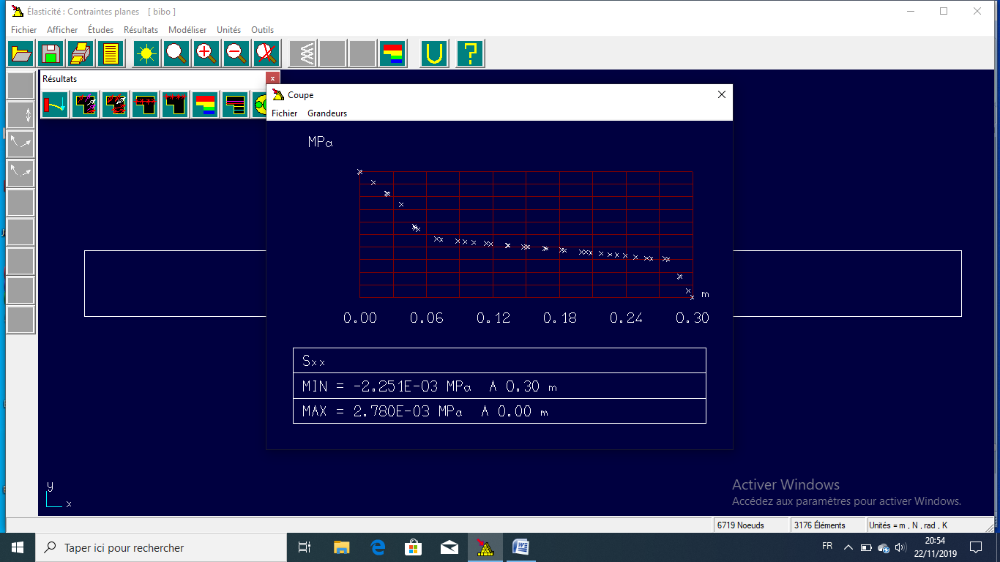 Élasticité : Contraintes planes [ bibo ]
Fichier Afficher Études Résultats Modéliser Unités Outils
Résultats
Coupe
Fichier Grandeurs
MPa
m
0.00 0.06 0.12 0.18 0.24 0.30
Sxx
MIN = -2.251E-03 MPa A 0.30 m
MAX = 2.780E-03 MPa A 0.00 m
y
x
Activer Windows
Accédez aux paramètres pour activer Windows.
6719 Noeuds 3176 Éléments Unités = m , N , rad , K
Taper ici pour rechercher
FR
20:54
22/11/2019